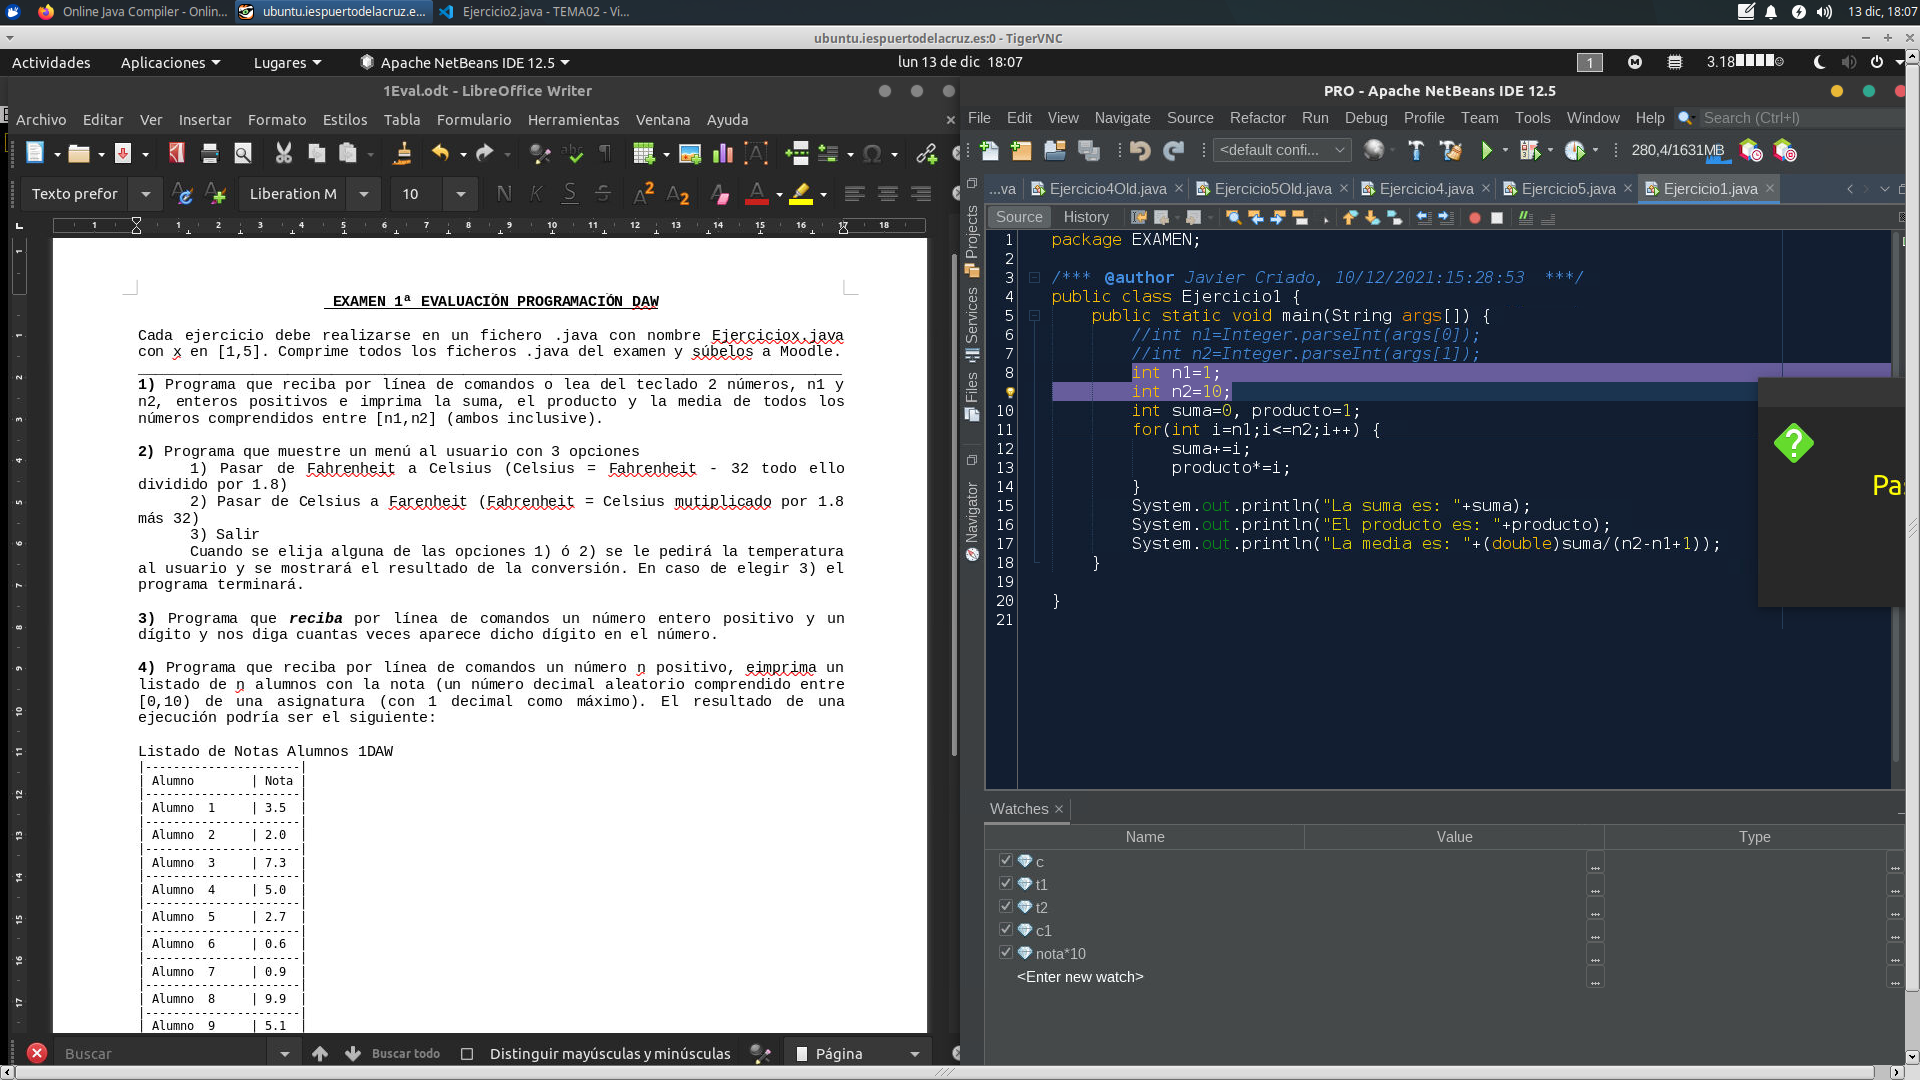 Online Java Compiler - Onlin...
ubuntu.iespuertodelacruz.e...
Ejercicio2.java - TEMA02 - Vi...
13 dic, 18:07
ubuntu.iespuertodelacruz.es:0 - TigerVNC
Actividades Aplicaciones Lugares Apache NetBeans IDE 12.5
lun 13 de dic 18:07
1
3.18
1Eval.odt - LibreOffice Writer
Archivo Editar Ver Insertar Formato Estilos Tabla Formulario Herramientas Ventana Ayuda
Texto prefor
Liberation M
10
1 1 2 3 4 5 6 7 8 9 10 11 12 13 14 15 16 17 18
EXAMEN 1ª EVALUACIÓN PROGRAMACIÓN DAW
Cada ejercicio debe realizarse en un fichero .java con nombre Ejerciciox.java
con x en [1,5]. Comprime todos los ficheros .java del examen y súbelos a Moodle.
1) Programa que reciba por línea de comandos o lea del teclado 2 números, n1 y
n2, enteros positivos e imprima la suma, el producto y la media de todos los
números comprendidos entre [n1,n2] (ambos inclusive).
2) Programa que muestre un menú al usuario con 3 opciones
1) Pasar de Fahrenheit a Celsius (Celsius = Fahrenheit - 32 todo ello
dividido por 1.8)
2) Pasar de Celsius a Farenheit (Fahrenheit = Celsius mutiplicado por 1.8
más 32)
3) Salir
Cuando se elija alguna de las opciones 1) ó 2) se le pedirá la temperatura
al usuario y se mostrará el resultado de la conversión. En caso de elegir 3) el
programa terminará.
3) Programa que reciba por línea de comandos un número entero positivo y un
dígito y nos diga cuantas veces aparece dicho dígito en el número.
4) Programa que reciba por línea de comandos un número n positivo, eimprima un
listado de n alumnos con la nota (un número decimal aleatorio comprendido entre
[0,10) de una asignatura (con 1 decimal como máximo). El resultado de una
ejecución podría ser el siguiente:
Listado de Notas Alumnos 1DAW
|----------------------|
| Alumno | Nota |
|----------------------|
| Alumno 1 | 3.5 |
|----------------------|
| Alumno 2 | 2.0 |
|----------------------|
| Alumno 3 | 7.3 |
|----------------------|
| Alumno 4 | 5.0 |
|----------------------|
| Alumno 5 | 2.7 |
|----------------------|
| Alumno 6 | 0.6 |
|----------------------|
| Alumno 7 | 0.9 |
|----------------------|
| Alumno 8 | 9.9 |
|----------------------|
| Alumno 9 | 5.1 |
Buscar
Buscar todo
Distinguir mayúsculas y minúsculas
Página
PRO - Apache NetBeans IDE 12.5
File Edit View Navigate Source Refactor Run Debug Profile Team Tools Window Help
Search (Ctrl+I)
<default confi...
280,4/1631MB
...va
Ejercicio4Old.java
Ejercicio5Old.java
Ejercicio4.java
Ejercicio5.java
Ejercicio1.java
Source History
Projects
Services
Files
Navigator
1 package EXAMEN;
2
3 /*** @author Javier Criado, 10/12/2021:15:28:53 ***/
4 public class Ejercicio1 {
5 public static void main(String args[]) {
6 //int n1=Integer.parseInt(args[0]);
7 //int n2=Integer.parseInt(args[1]);
8 int n1=1;
int n2=10;
10 int suma=0, producto=1;
11 for(int i=n1;i<=n2;i++) {
12 suma+=i;
13 producto*=i;
14 }
15 System.out.println("La suma es: "+suma);
16 System.out.println("El producto es: "+producto);
17 System.out.println("La media es: "+(double)suma/(n2-n1+1));
18 }
19
20 }
21
Watches
Name Value Type
c
t1
t2
c1
nota*10
<Enter new watch>